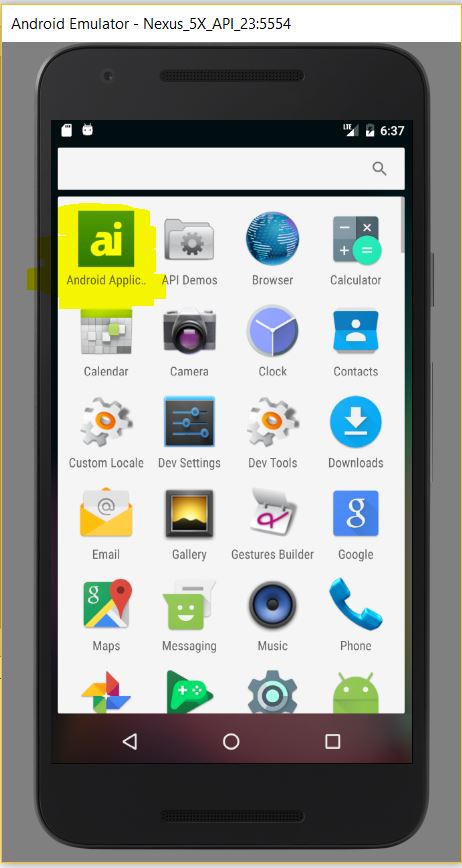 Android Emulator - Nexus_5X_API_23:5554
LTE 6:37
ai
Android Applic..
API Demos
Browser
Calculator
Calendar
Camera
Clock
Contacts
Custom Locale
Dev Settings
Dev Tools
Downloads
@
Email
Gallery
Gestures Builder
g
Google
g
Maps
Messaging
Music
Phone